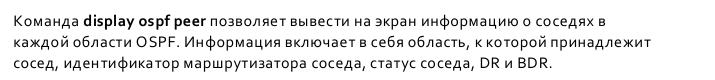 Команда display ospf peer позволяет вывести на экран информацию о соседях в
каждой области OSPF. Информация включает в себя область, к которой принадлежит
сосед, идентификатор маршрутизатора соседа, статус соседа, DR и BDR.